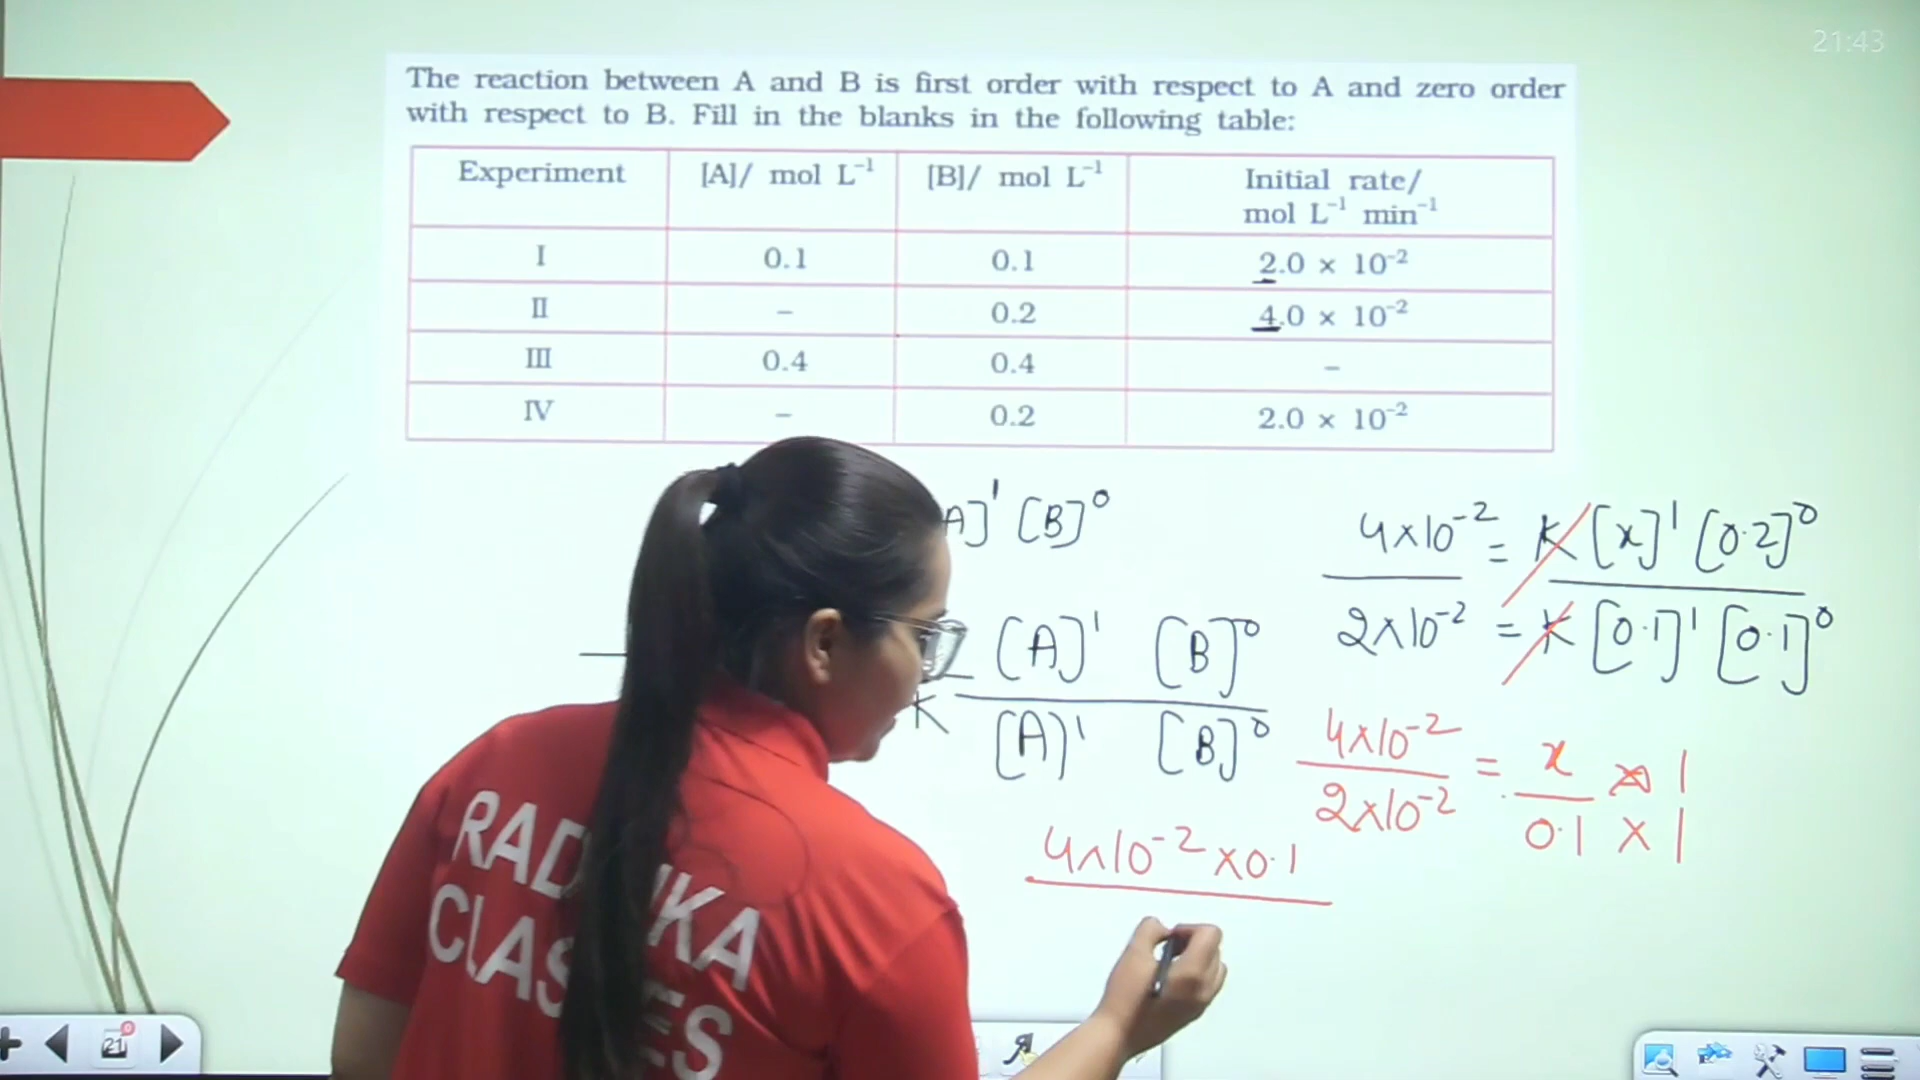 21:43
The reaction between A and B is first order with respect to A and zero order
with respect to B. Fill in the blanks in the following table:
Experiment [A]/ mol L⁻¹ [B]/ mol L⁻¹ Initial rate/
mol L⁻¹ min⁻¹
I 0.1 0.1 2.0 × 10⁻²
II – 0.2 4.0 × 10⁻²
III 0.4 0.4 –
IV – 0.2 2.0 × 10⁻²
A]¹ [B]⁰
[A]¹ [B]⁰
K [A]¹ [B]⁰
4×10⁻² = K [x]¹ [0.2]⁰
2×10⁻² = K [0.1]¹ [0.1]⁰
4×10⁻² = x × 1
2×10⁻² 0.1 × 1
4×10⁻² × 0.1
RAD KA
CLAS ES
21